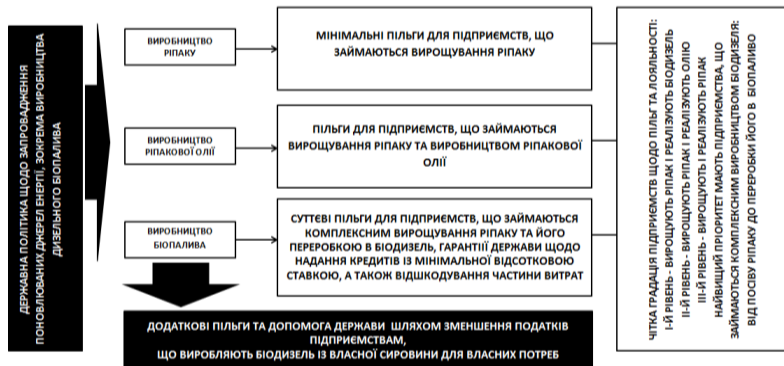 ДЕРЖАВНА ПОЛІТИКА ЩОДО ЗАПРОВАДЖЕННЯ
ПОНОВЛЮВАНИХ ДЖЕРЕЛ ЕНЕРГІЇ, ЗОКРЕМА ВИРОБНИЦТВА
ДИЗЕЛЬНОГО БІОПАЛИВА
ВИРОБНИЦТВО
РІПАКУ
МІНІМАЛЬНІ ПІЛЬГИ ДЛЯ ПІДПРИЄМСТВ, ЩО
ЗАЙМАЮТЬСЯ ВИРОЩУВАННЯ РІПАКУ
ВИРОБНИЦТВО
РІПАКОВОЇ ОЛІЇ
ПІЛЬГИ ДЛЯ ПІДПРИЄМСТВ, ЩО ЗАЙМАЮТЬСЯ
ВИРОЩУВАННЯ РІПАКУ ТА ВИРОБНИЦТВОМ РІПАКОВОЇ
ОЛІЇ
ВИРОБНИЦТВО
БІОПАЛИВА
СУТТЄВІ ПІЛЬГИ ДЛЯ ПІДПРИЄМСТВ, ЩО ЗАЙМАЮТЬСЯ
КОМПЛЕКСНИМ ВИРОЩУВАННЯ РІПАКУ ТА ЙОГО
ПЕРЕРОБКОЮ В БІОДИЗЕЛЬ, ГАРАНТІЇ ДЕРЖАВИ ЩОДО
НАДАННЯ КРЕДИТІВ ІЗ МІНІМАЛЬНОЇ ВІДСОТКОВОЮ
СТАВКОЮ, А ТАКОЖ ВІДШКОДУВАННЯ ЧАСТИНИ ВИТРАТ
ДОДАТКОВІ ПІЛЬГИ ТА ДОПОМОГА ДЕРЖАВИ ШЛЯХОМ ЗМЕНШЕННЯ ПОДАТКІВ
ПІДПРИЄМСТВАМ,
ЩО ВИРОБЛЯЮТЬ БІОДИЗЕЛЬ ІЗ ВЛАСНОЇ СИРОВИНИ ДЛЯ ВЛАСНИХ ПОТРЕБ
ЧІТКА ГРАДАЦІЯ ПІДПРИЄМСТВ ЩОДО ПІЛЬГ ТА ЛОЯЛЬНОСТІ:
І-Й РІВЕНЬ - ВИРОЩУЮТЬ РІПАК І РЕАЛІЗУЮТЬ БІОДИЗЕЛЬ
ІІ-Й РІВЕНЬ - ВИРОЩУЮТЬ РІПАК І РЕАЛІЗУЮТЬ ОЛІЮ
ІІІ-Й РІВЕНЬ - ВИРОЩУЮТЬ І РЕАЛІЗУЮТЬ РІПАК
НАЙВИЩИЙ ПРІОРИТЕТ МАЮТЬ ПІДПРИЄМСТВА, ЩО
ЗАЙМАЮТЬСЯ КОМПЛЕКСНИМ ВИРОБНИЦТВОМ БІОДИЗЕЛЯ:
ВІД ПОСІВУ РІПАКУ ДО ПЕРЕРОБКИ ЙОГО В БІОПАЛИВО